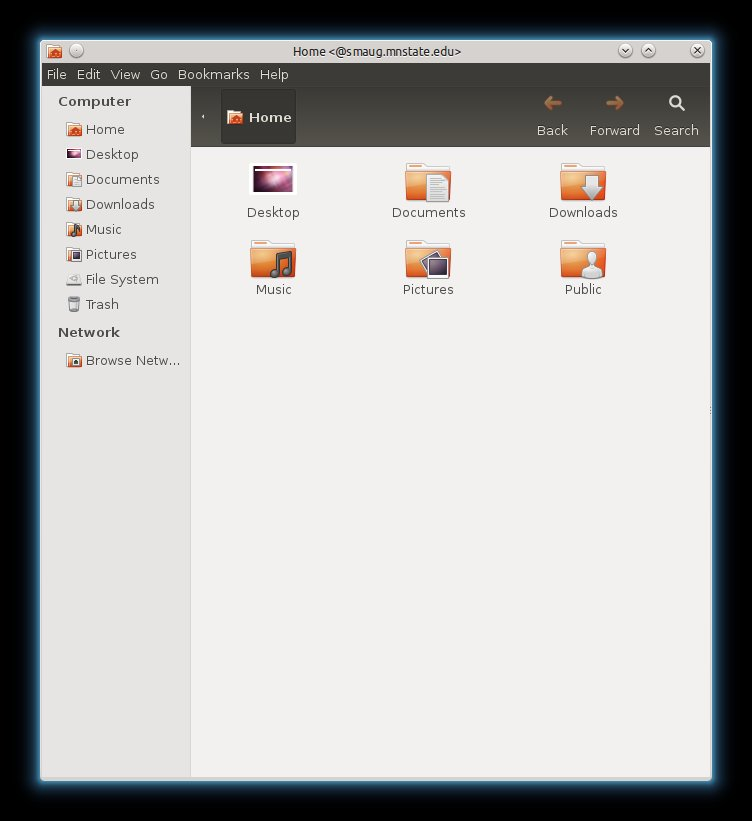 Home <@smaug.mnstate.edu>
File Edit View Go Bookmarks Help
Computer
Home
Desktop
Documents
Downloads
Music
Pictures
File System
Trash
Network
Browse Netw...
Home
Back Forward Search
Desktop Documents Downloads
Music Pictures Public